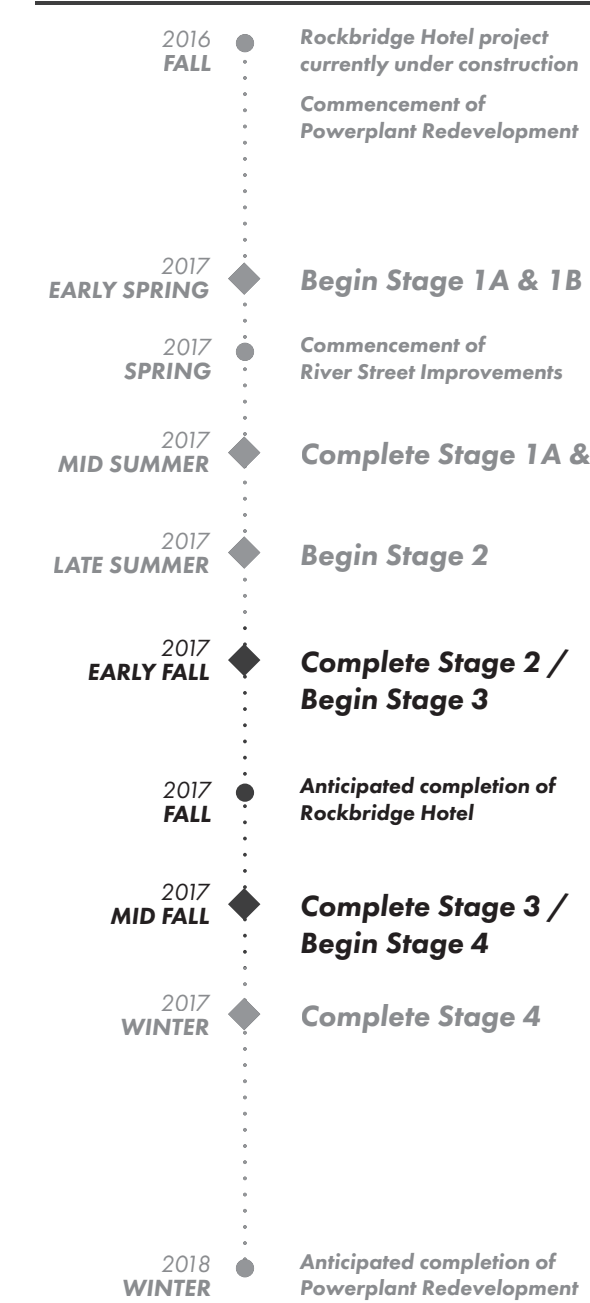 2016
FALL
Rockbridge Hotel project
currently under construction
Commencement of
Powerplant Redevelopment
2017
EARLY SPRING
Begin Stage 1A & 1B
2017
SPRING
Commencement of
River Street Improvements
2017
MID SUMMER
Complete Stage 1A &
2017
LATE SUMMER
Begin Stage 2
2017
EARLY FALL
Complete Stage 2 /
Begin Stage 3
2017
FALL
Anticipated completion of
Rockbridge Hotel
2017
MID FALL
Complete Stage 3 /
Begin Stage 4
2017
WINTER
Complete Stage 4
2018
WINTER
Anticipated completion of
Powerplant Redevelopment